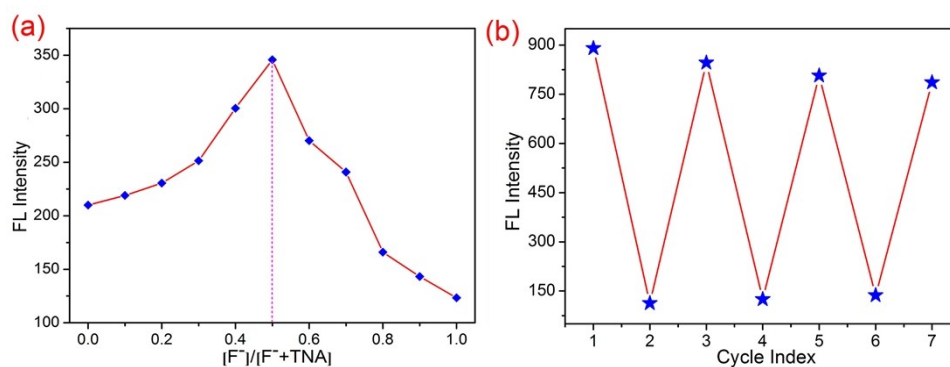 (a)
350
300
250
200
150
100
FL Intensity
0.0 0.2 0.4 0.6 0.8 1.0
[F⁻]/[F⁻+TNA]
(b)
900
750
600
450
300
150
FL Intensity
1 2 3 4 5 6 7
Cycle Index